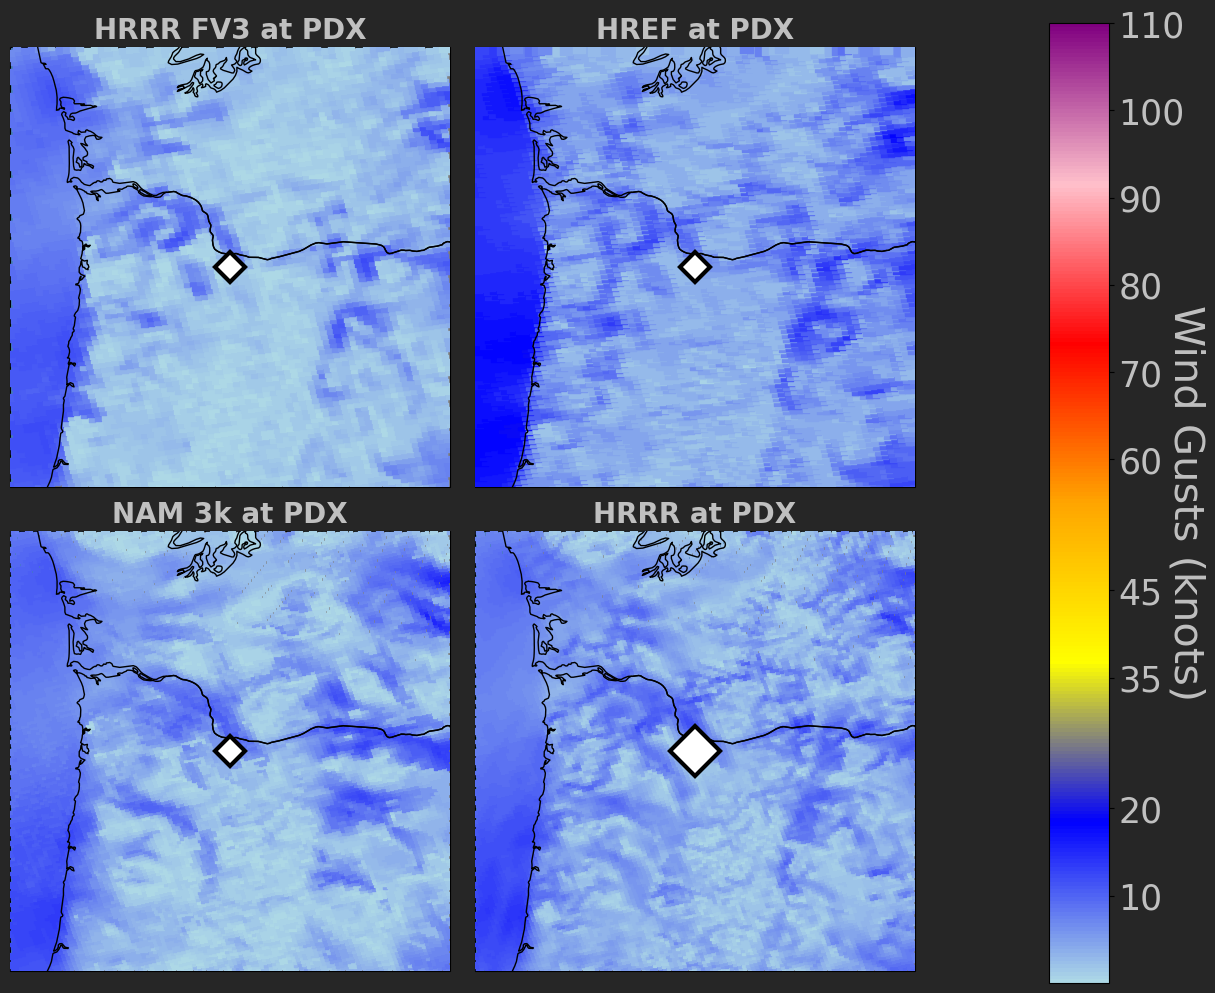 HRRR FV3 at PDX
HREF at PDX
NAM 3k at PDX
HRRR at PDX
110
100
90
80
70
60
45
35
20
10
Wind Gusts (knots)